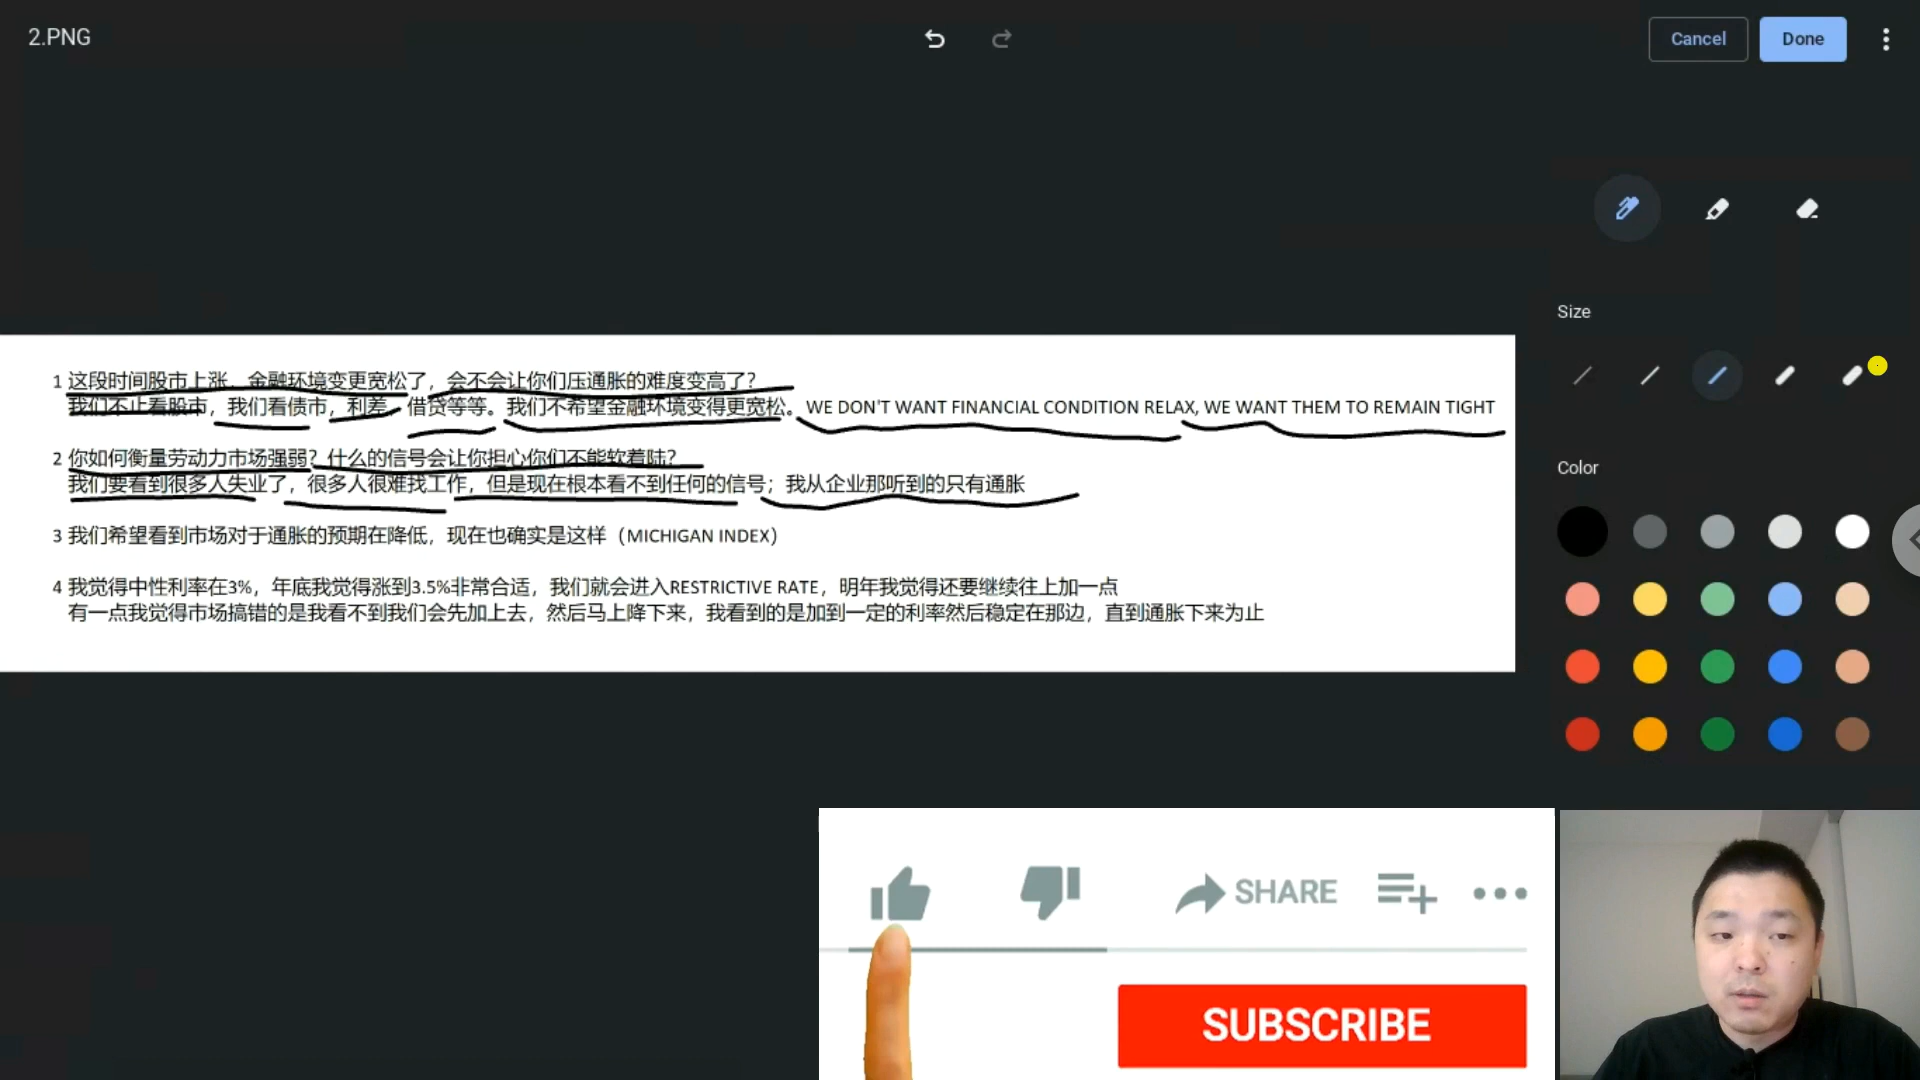 2.PNG
Cancel
Done
Size
Color
1 这段时间股市上涨，金融环境变更宽松了，会不会让你们压通胀的难度变高了？
我们不止看股市，我们看债市，利差，借贷等等。我们不希望金融环境变得更宽松。WE DON'T WANT FINANCIAL CONDITION RELAX, WE WANT THEM TO REMAIN TIGHT
2 你如何衡量劳动力市场强弱？什么的信号会让你担心你们不能软着陆？
我们要看到很多人失业了，很多人很难找工作，但是现在根本看不到任何的信号；我从企业那听到的只有通胀
3 我们希望看到市场对于通胀的预期在降低，现在也确实是这样（MICHIGAN INDEX）
4 我觉得中性利率在3%，年底我觉得涨到3.5%非常合适，我们就会进入RESTRICTIVE RATE，明年我觉得还要继续往上加一点
有一点我觉得市场搞错的是我看不到我们会先加上去，然后马上降下来，我看到的是加到一定的利率然后稳定在那边，直到通胀下来为止
SHARE
SUBSCRIBE